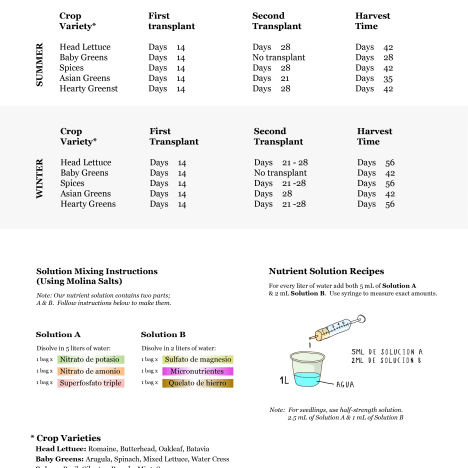 Crop First Second Harvest
Variety* transplant Transplant Time
SUMMER
Head Lettuce Days 14 Days 28 Days 42
Baby Greens Days 14 No transplant Days 28
Spices Days 14 Days 28 Days 42
Asian Greens Days 14 Days 21 Days 35
Hearty Greenst Days 14 Days 28 Days 42
Crop First Second Harvest
Variety* Transplant Transplant Time
WINTER
Head Lettuce Days 14 Days 21 - 28 Days 56
Baby Greens Days 14 No transplant Days 42
Spices Days 14 Days 21 -28 Days 56
Asian Greens Days 14 Days 28 Days 42
Hearty Greens Days 14 Days 21 -28 Days 56
Solution Mixing Instructions
(Using Molina Salts)
Note: Our nutrient solution contains two parts;
A & B. Follow instructions below to make them.
Solution A
Disolve in 5 liters of water:
1 bag x Nitrato de potasio
1 bag x Nitrato de amonio
1 bag x Superfosfato triple
Solution B
Disolve in 2 liters of water:
1 bag x Sulfato de magnesio
1 bag x Micronutrientes
1 bag x Quelato de hierro
Nutrient Solution Recipes
For every liter of water add both 5 mL of Solution A
& 2 mL Solution B. Use syringe to measure exact amounts.
5ML DE SOLUCION A
2ML DE SOLUCION B
1L
AGUA
Note: For seedlings, use half-strength solution.
2.5 mL of Solution A & 1 mL of Solution B
* Crop Varieties
Head Lettuce: Romaine, Butterhead, Oakleaf, Batavia
Baby Greens: Arugula, Spinach, Mixed Lettuce, Water Cress